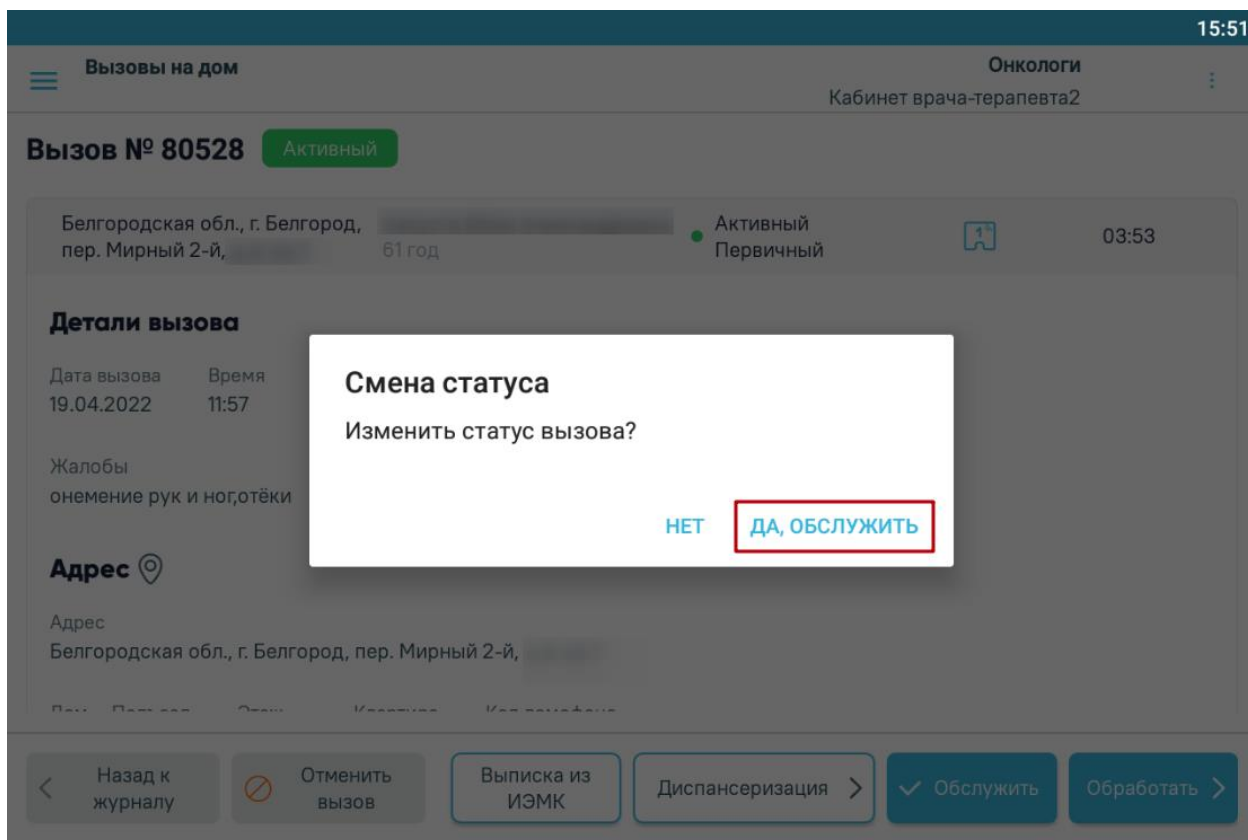 15:51
Вызовы на дом
Онкологи
Кабинет врача-терапевта2
Вызов № 80528 Активный
Белгородская обл., г. Белгород,
пер. Мирный 2-й,
61 год
Активный
Первичный
1
03:53
Детали вызова
Дата вызова Время
19.04.2022 11:57
Жалобы
онемение рук и ног,отёки
Смена статуса
Изменить статус вызова?
НЕТ ДА, ОБСЛУЖИТЬ
Адрес
Адрес
Белгородская обл., г. Белгород, пер. Мирный 2-й,
Назад к
журналу
Отменить
вызов
Выписка из
ИЭМК
Диспансеризация
Обслужить
Обработать